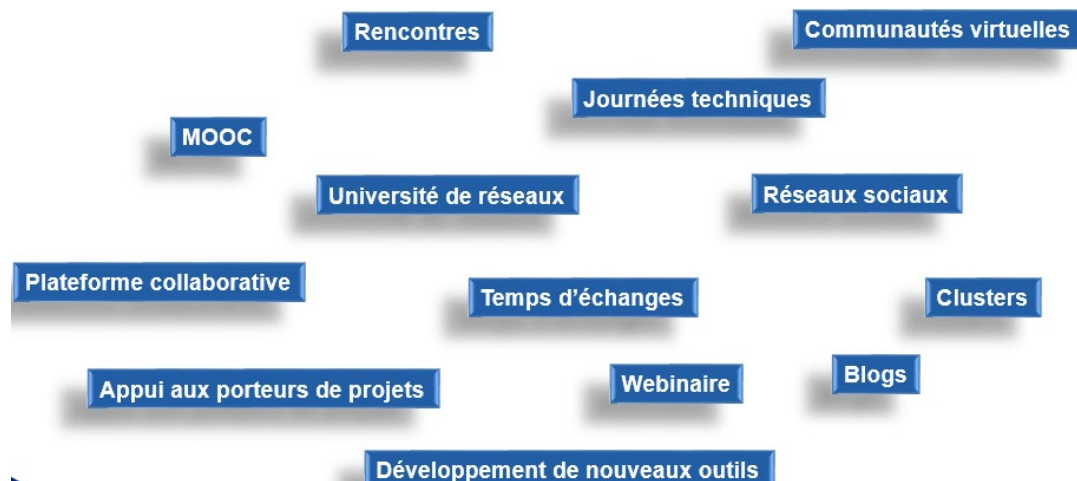 Rencontres
Communautés virtuelles
Journées techniques
MOOC
Université de réseaux
Réseaux sociaux
Plateforme collaborative
Temps d’échanges
Clusters
Appui aux porteurs de projets
Webinaire
Blogs
Développement de nouveaux outils